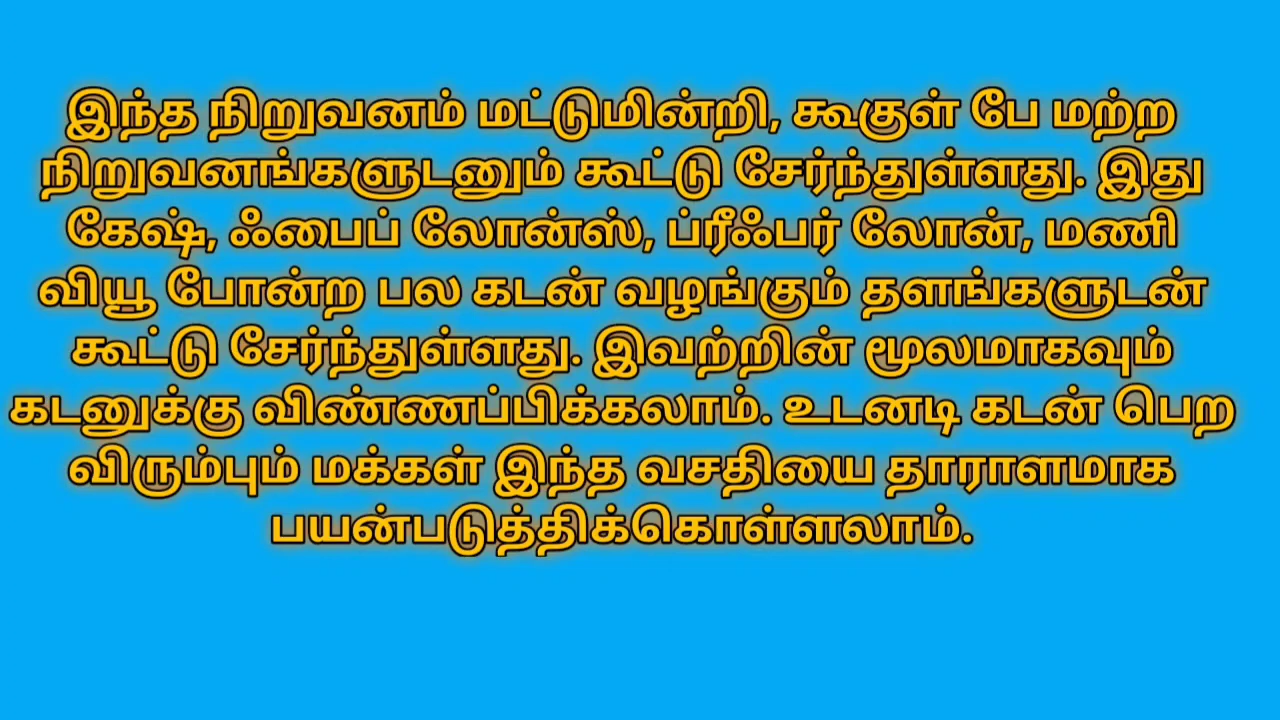 இந்த நிறுவனம் மட்டுமின்றி, கூகுள் பே மற்ற
நிறுவனங்களுடனும் கூட்டு சேர்ந்துள்ளது. இது
கேஷ், ஃபைப் லோன்ஸ், ப்ரீஃபர் லோன், மணி
வியூ போன்ற பல கடன் வழங்கும் தளங்களுடன்
கூட்டு சேர்ந்துள்ளது. இவற்றின் மூலமாகவும்
கடனுக்கு விண்ணப்பிக்கலாம். உடனடி கடன் பெற
விரும்பும் மக்கள் இந்த வசதியை தாராளமாக
பயன்படுத்திக்கொள்ளலாம்.